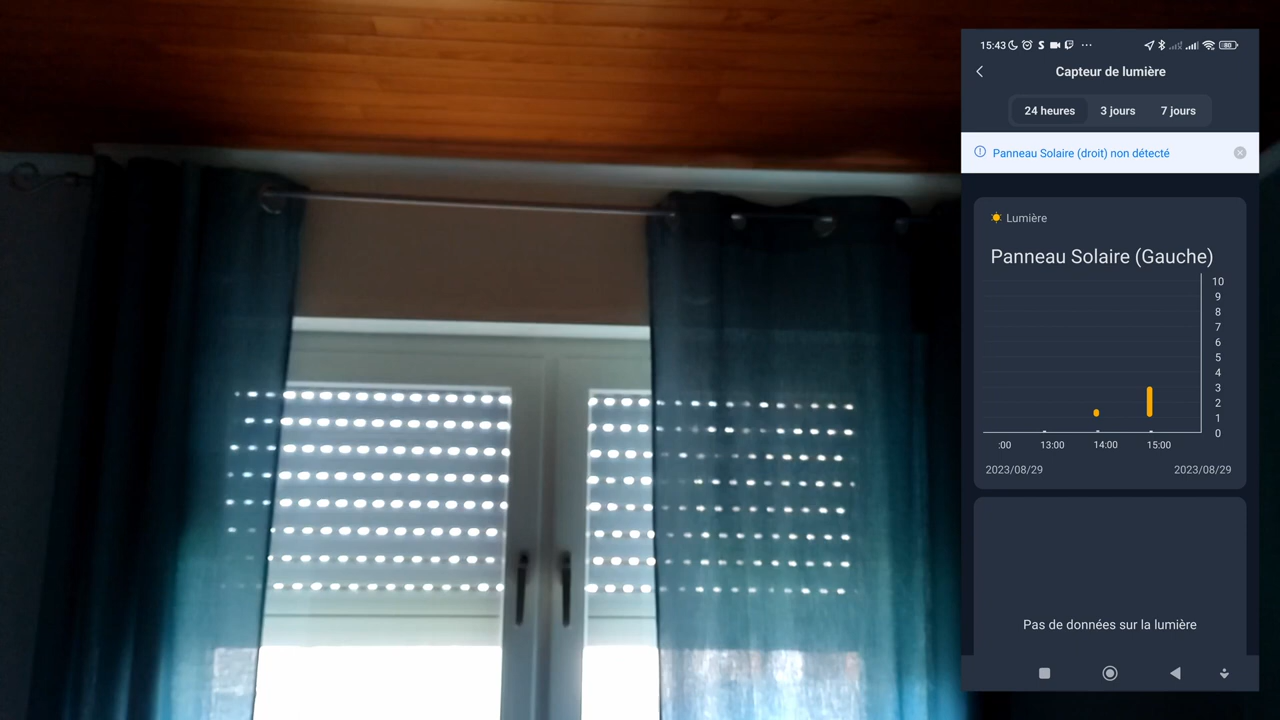 15:43
80
Capteur de lumière
24 heures 3 jours 7 jours
Panneau Solaire (droit) non détecté
Lumière
Panneau Solaire (Gauche)
10
9
8
7
6
5
4
3
2
1
0
:00 13:00 14:00 15:00
2023/08/29 2023/08/29
Pas de données sur la lumière